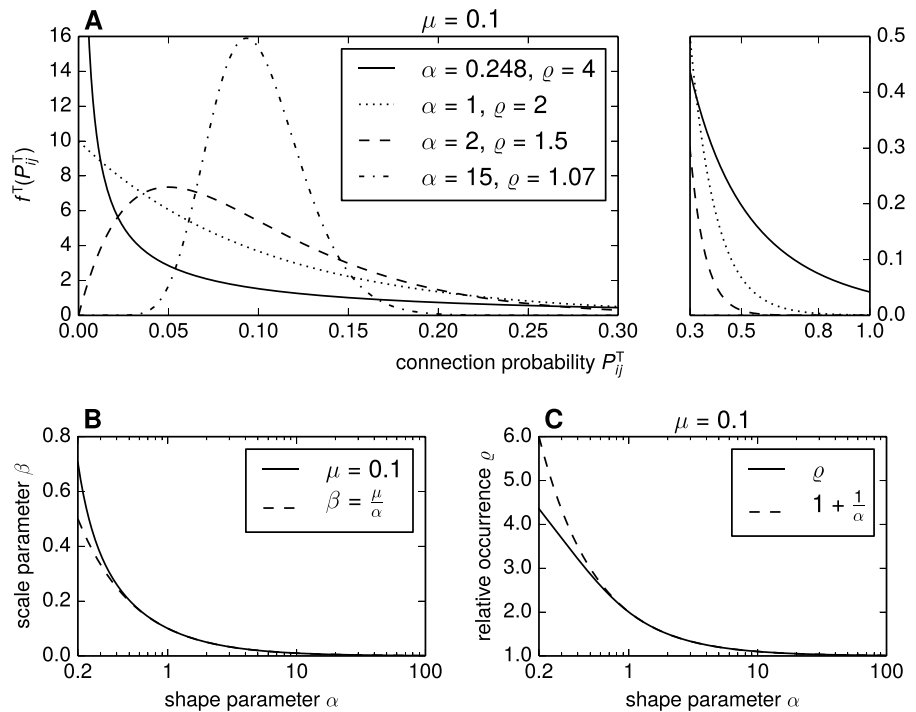 A
μ = 0.1
16
14
12
10
8
6
4
2
0
f^T(P_ij^T)
α = 0.248, ϱ = 4
α = 1, ϱ = 2
α = 2, ϱ = 1.5
α = 15, ϱ = 1.07
0.00 0.05 0.10 0.15 0.20 0.25 0.30
0.5
0.4
0.3
0.2
0.1
0.0
0.3 0.5 0.8 1.0
connection probability P_ij^T
B
0.8
0.6
0.4
0.2
0.0
scale parameter β
μ = 0.1
β = μ/α
0.2 1 10 100
shape parameter α
C
μ = 0.1
6.0
5.0
4.0
3.0
2.0
1.0
relative occurrence ϱ
ϱ
1 + 1/α
0.2 1 10 100
shape parameter α